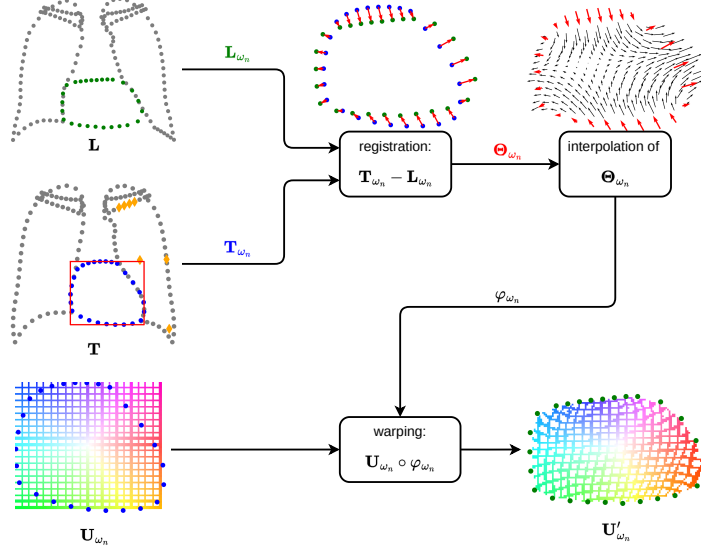 L
L_{ω_n}
registration:
T_{ω_n} − L_{ω_n}
Θ_{ω_n}
interpolation of
Θ_{ω_n}
T
T_{ω_n}
φ_{ω_n}
warping:
U_{ω_n} ∘ φ_{ω_n}
U_{ω_n}
U′_{ω_n}